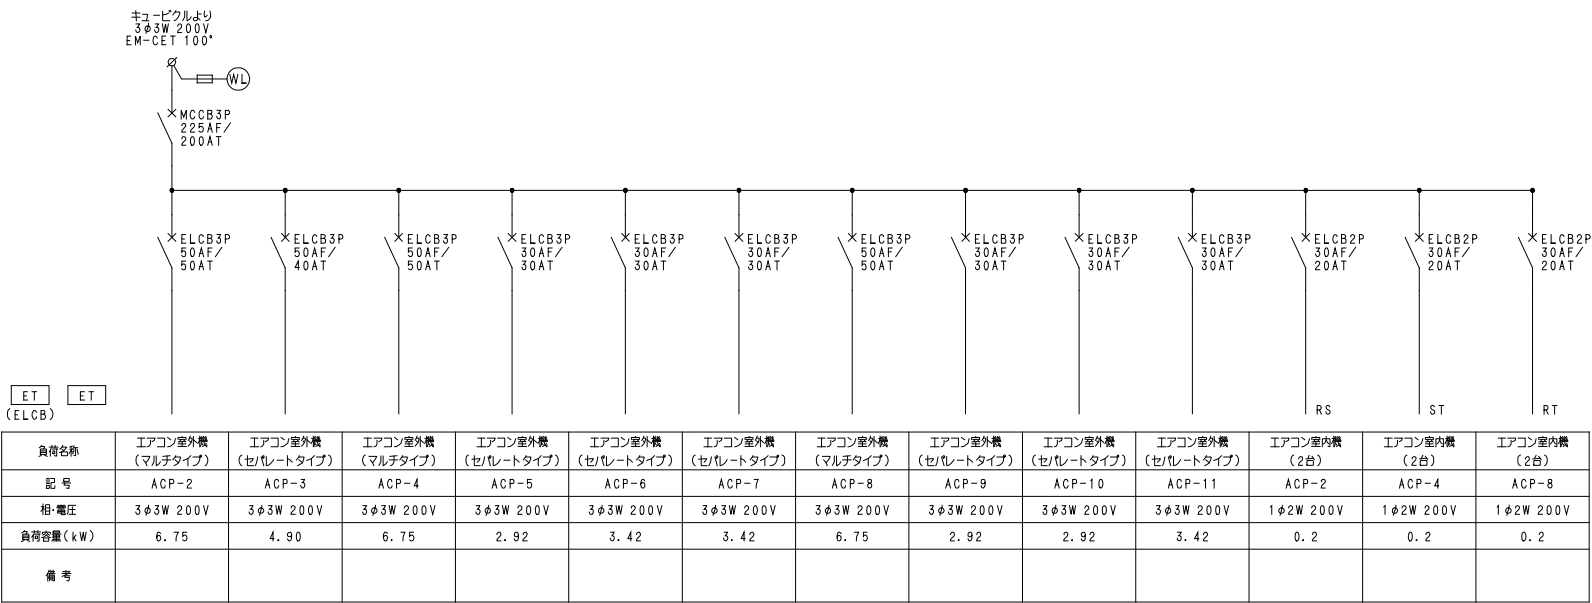 キュービクルより
3φ3W 200V
EM-CET 100°
WL
MCCB3P
225AF/
200AT
ELCB3P
50AF/
50AT
ELCB3P
50AF/
40AT
ELCB3P
50AF/
50AT
ELCB3P
30AF/
30AT
ELCB3P
30AF/
30AT
ELCB3P
30AF/
30AT
ELCB3P
50AF/
50AT
ELCB3P
30AF/
30AT
ELCB3P
30AF/
30AT
ELCB3P
30AF/
30AT
ELCB2P
30AF/
20AT
ELCB2P
30AF/
20AT
ELCB2P
30AF/
20AT
ET ET
(ELCB)
RS ST RT
負荷名称 エアコン室外機 エアコン室外機 エアコン室外機 エアコン室外機 エアコン室外機 エアコン室外機 エアコン室外機 エアコン室外機 エアコン室外機 エアコン室外機 エアコン室内機 エアコン室内機 エアコン室内機
(マルチタイプ) (セパレートタイプ) (マルチタイプ) (セパレートタイプ) (セパレートタイプ) (セパレートタイプ) (マルチタイプ) (セパレートタイプ) (セパレートタイプ) (セパレートタイプ) (2台) (2台) (2台)
記号 ACP-2 ACP-3 ACP-4 ACP-5 ACP-6 ACP-7 ACP-8 ACP-9 ACP-10 ACP-11 ACP-2 ACP-4 ACP-8
相・電圧 3φ3W 200V 3φ3W 200V 3φ3W 200V 3φ3W 200V 3φ3W 200V 3φ3W 200V 3φ3W 200V 3φ3W 200V 3φ3W 200V 3φ3W 200V 1φ2W 200V 1φ2W 200V 1φ2W 200V
負荷容量(kW) 6.75 4.90 6.75 2.92 3.42 3.42 6.75 2.92 2.92 3.42 0.2 0.2 0.2
備考